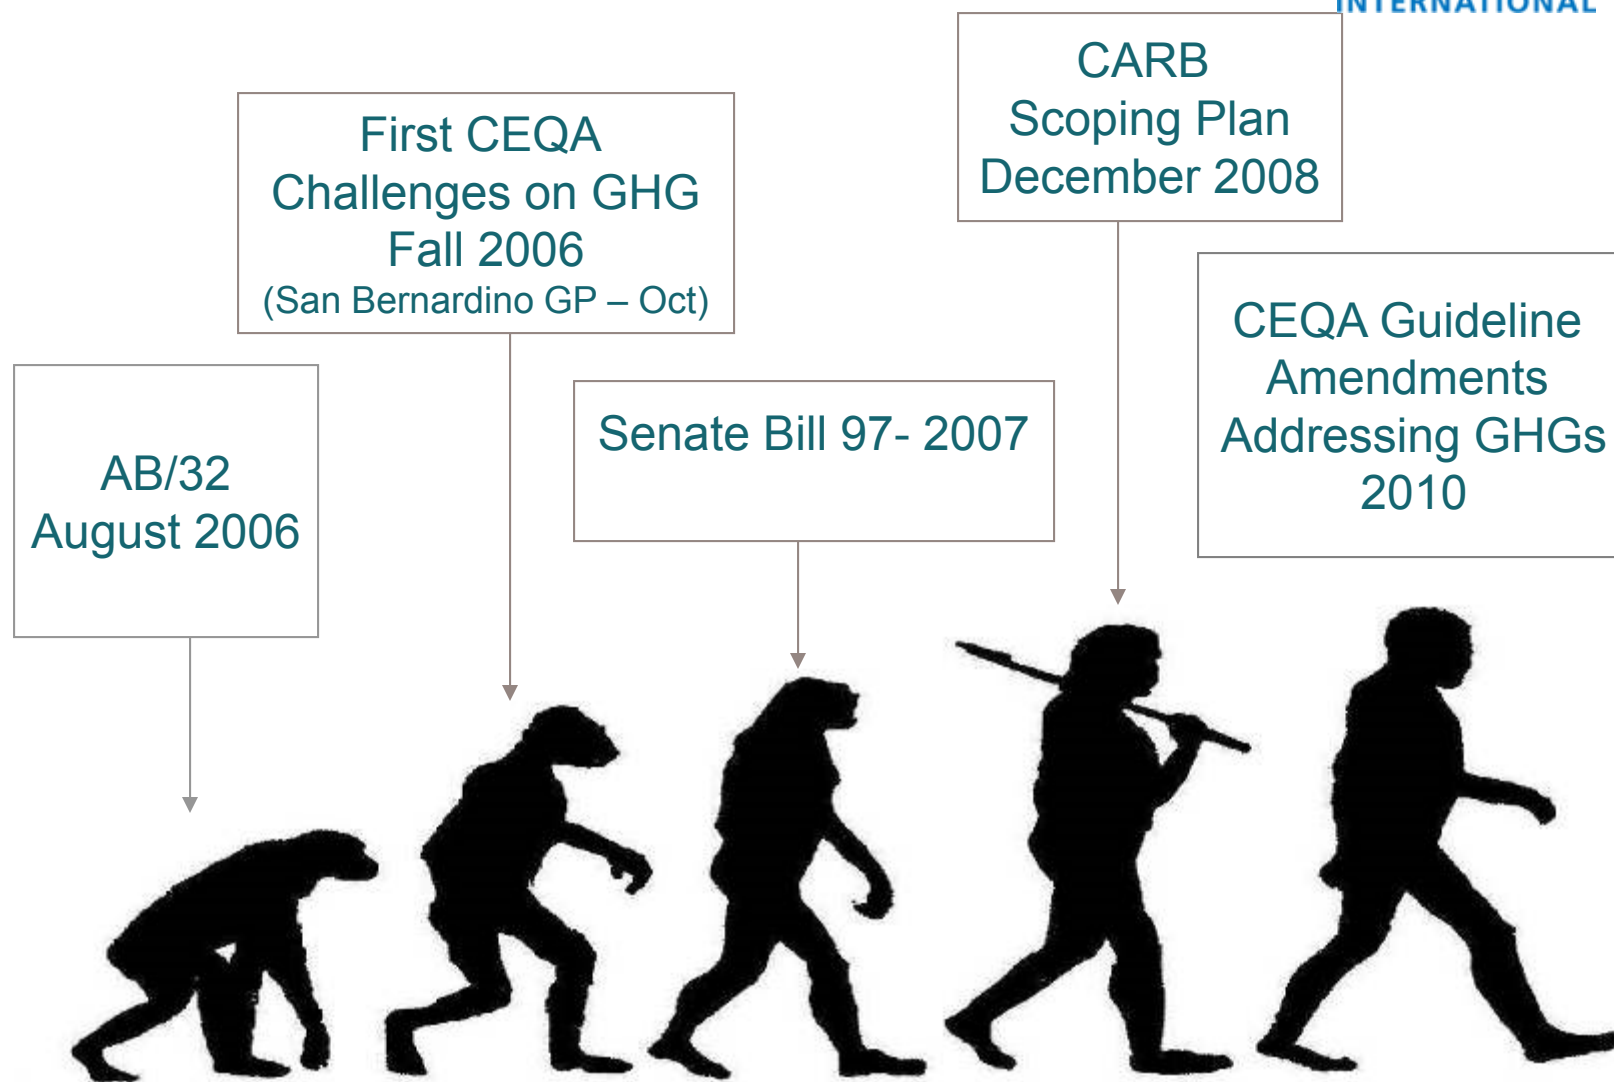 INTERNATIONAL
CARB
Scoping Plan
December 2008
First CEQA
Challenges on GHG
Fall 2006
(San Bernardino GP – Oct)
CEQA Guideline
Amendments
Addressing GHGs
2010
Senate Bill 97- 2007
AB/32
August 2006